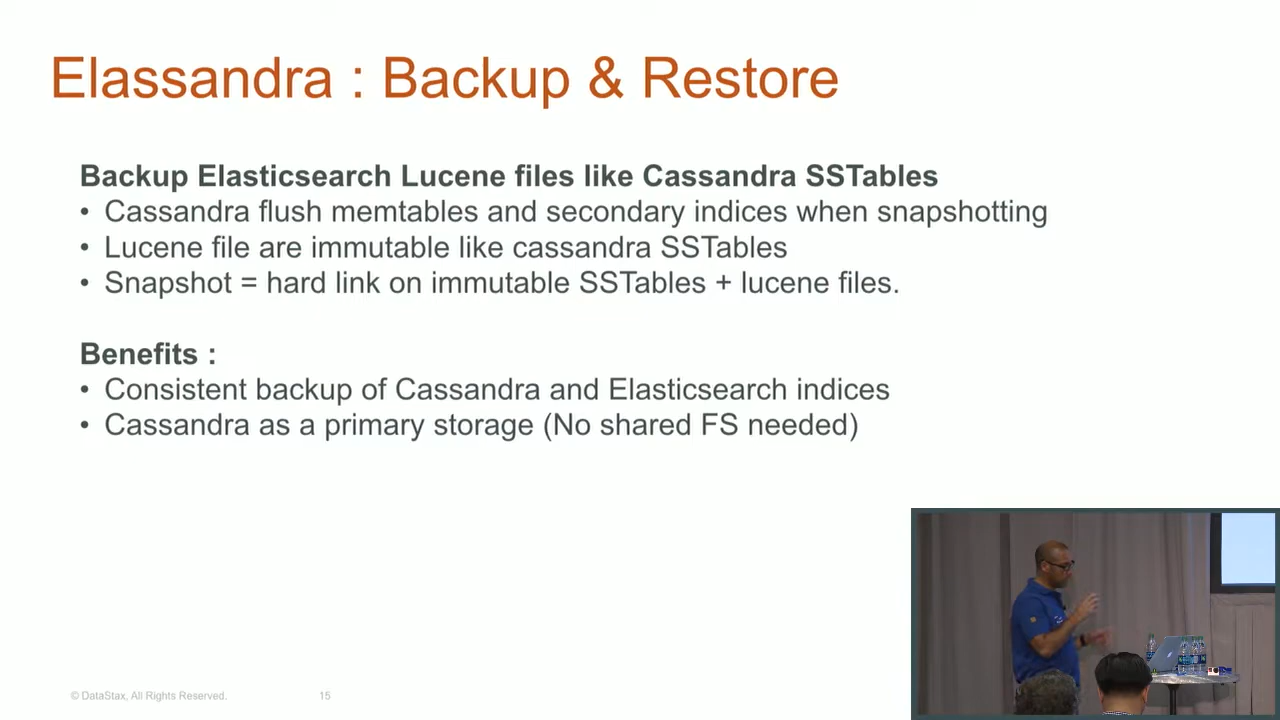 Elassandra : Backup & Restore
Backup Elasticsearch Lucene files like Cassandra SSTables
• Cassandra flush memtables and secondary indices when snapshotting
• Lucene file are immutable like cassandra SSTables
• Snapshot = hard link on immutable SSTables + lucene files.
Benefits :
• Consistent backup of Cassandra and Elasticsearch indices
• Cassandra as a primary storage (No shared FS needed)
© DataStax, All Rights Reserved. 15